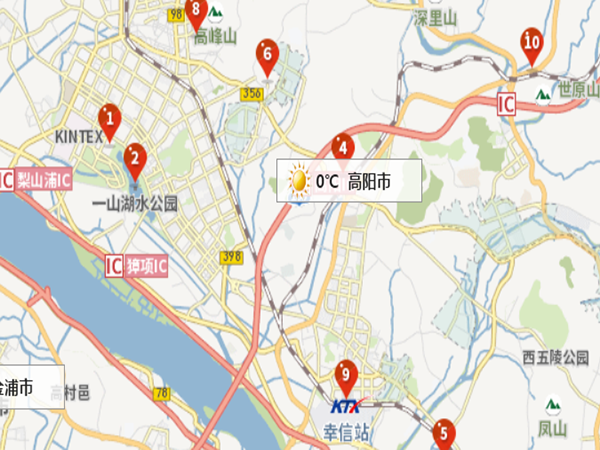 8
98
高峰山
深里山
10
6
356
世原山
IC
1
KINTEX
2
4
0℃ 高阳市
IC
梨山浦IC
一山湖水公园
398
IC
獐项IC
西五陵公园
9
金浦市
高村邑
78
KTX
幸信站
5
凤山